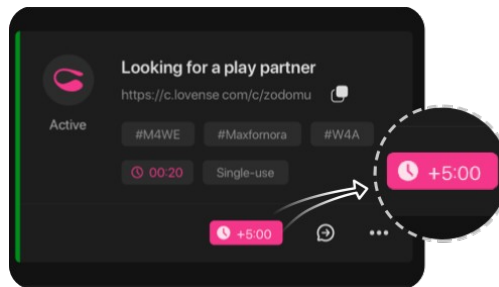 Looking for a play partner
https://c.lovense com/c/zodomu
Active
#M4WE #Maxfornora #W4A
00:20 Single-use
+5:00
+5:00